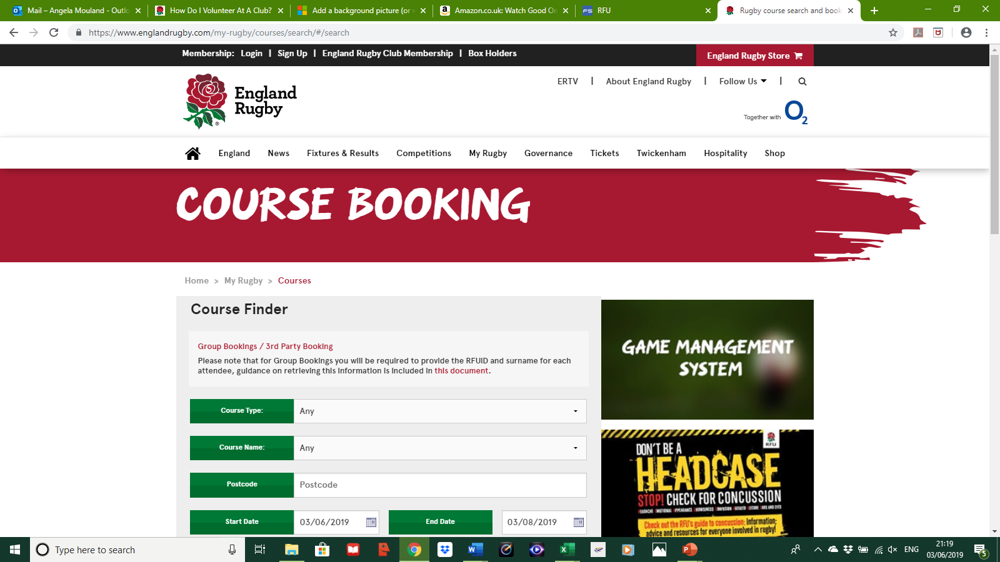 Mail – Angela Mouland - Outlo
How Do I Volunteer At A Club?
Add a background picture (or
Amazon.co.uk: Watch Good On
RFU
Rugby course search and book
https://www.englandrugby.com/my-rugby/courses/search/#/search
Membership: Login | Sign Up | England Rugby Club Membership | Box Holders
England Rugby Store
ERTV | About England Rugby | Follow Us |
England
Rugby
Together with O2
England News Fixtures & Results Competitions My Rugby Governance Tickets Twickenham Hospitality Shop
COURSE BOOKING
Home > My Rugby > Courses
Course Finder
Group Bookings / 3rd Party Booking
Please note that for Group Bookings you will be required to provide the RFUID and surname for each
attendee, guidance on retrieving this information is included in this document.
Course Type: Any
Course Name: Any
Postcode Postcode
Start Date 03/06/2019 End Date 03/08/2019
GAME MANAGEMENT
SYSTEM
RFU
DON'T BE A
HEADCASE
STOP! CHECK FOR CONCUSSION
Check out the RFU's guide to concussion: Information;
advice and resources for everyone involved in rugby!
Type here to search
ENG
21:19
03/06/2019
5